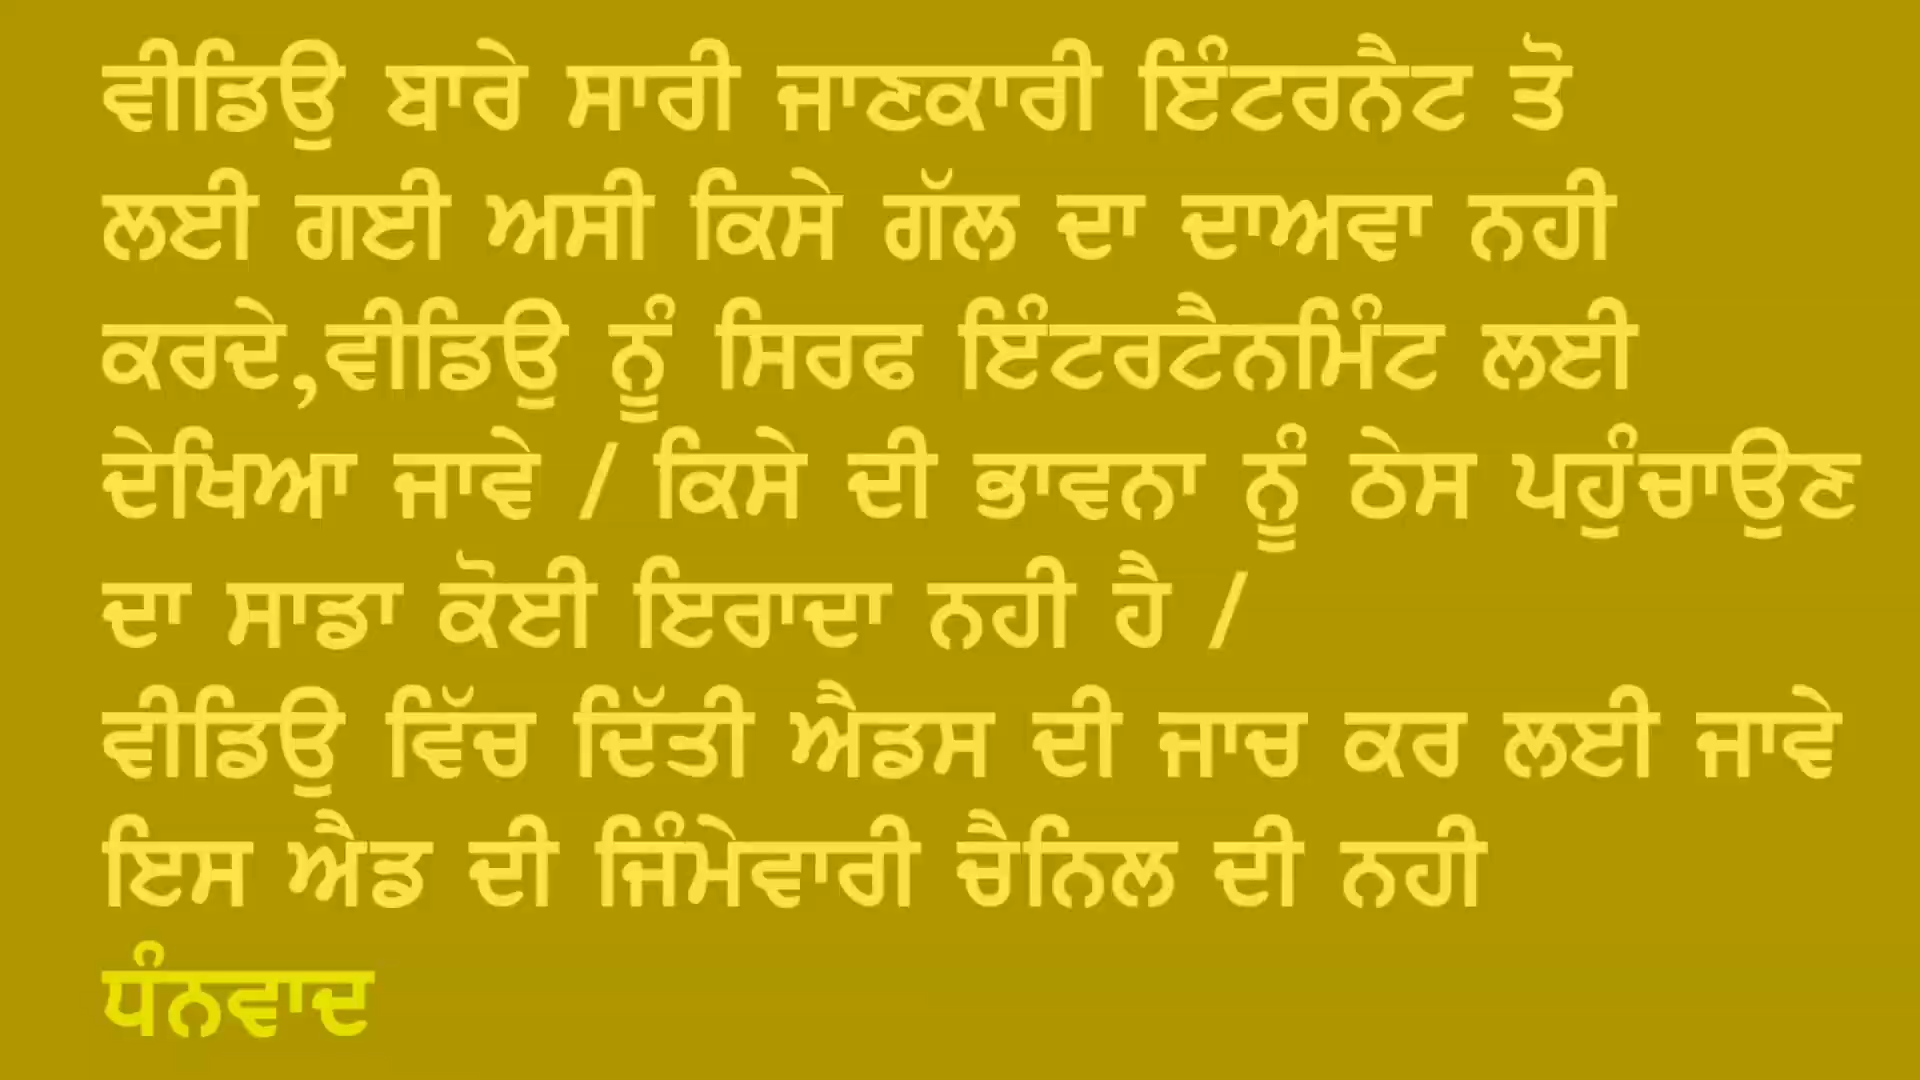 ਵੀਡਿਉ ਬਾਰੇ ਸਾਰੀ ਜਾਣਕਾਰੀ ਇੰਟਰਨੈਟ ਤੋ
ਲਈ ਗਈ ਅਸੀ ਕਿਸੇ ਗੱਲ ਦਾ ਦਾਅਵਾ ਨਹੀ
ਕਰਦੇ,ਵੀਡਿਉ ਨੂੰ ਸਿਰਫ ਇੰਟਰਟੈਨਮਿੰਟ ਲਈ
ਦੇਖਿਆ ਜਾਵੇ / ਕਿਸੇ ਦੀ ਭਾਵਨਾ ਨੂੰ ਠੇਸ ਪਹੁੰਚਾਉਣ
ਦਾ ਸਾਡਾ ਕੋਈ ਇਰਾਦਾ ਨਹੀ ਹੈ /
ਵੀਡਿਉ ਵਿੱਚ ਦਿੱਤੀ ਐਡਸ ਦੀ ਜਾਚ ਕਰ ਲਈ ਜਾਵੇ
ਇਸ ਐਡ ਦੀ ਜਿੰਮੇਵਾਰੀ ਚੈਨਿਲ ਦੀ ਨਹੀ
ਧੰਨਵਾਦ